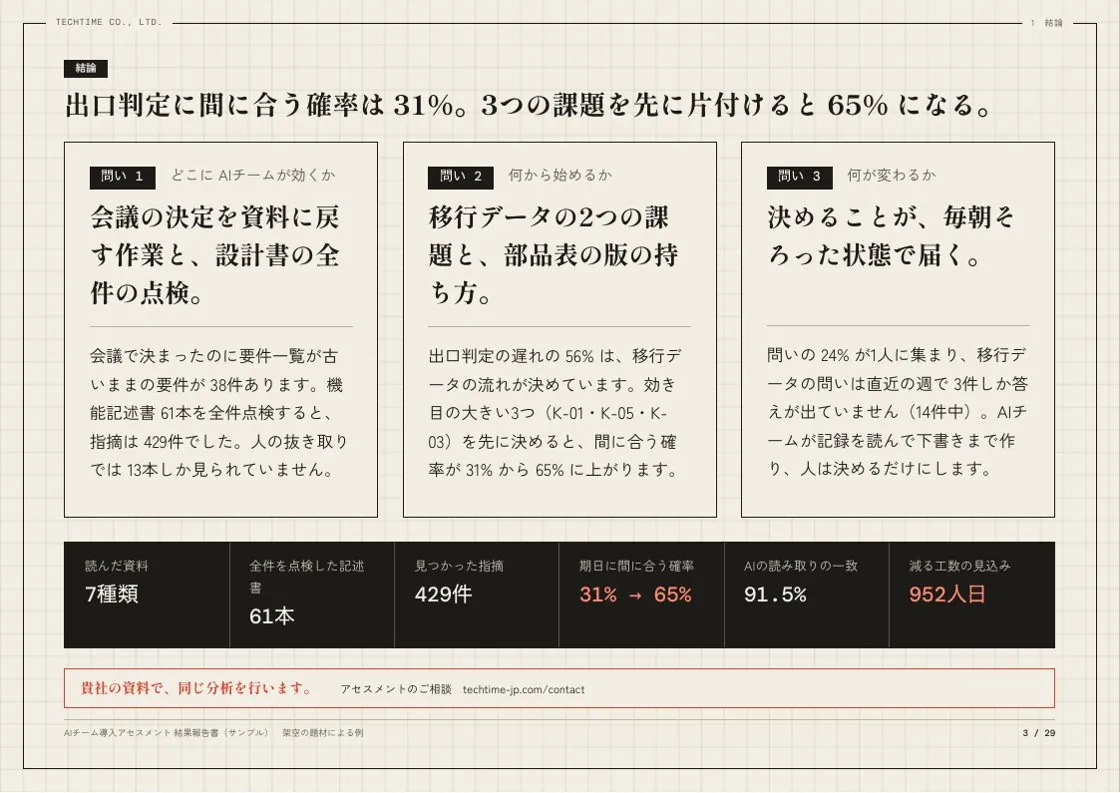 TECHTIME CO., LTD.
1 結論
結論
出口判定に間に合う確率は 31%。3つの課題を先に片付けると 65% になる。
問い 1 どこに AIチームが効くか
会議の決定を資料に戻
す作業と、設計書の全
件の点検。
会議で決まったのに要件一覧が古
いままの要件が 38件あります。機
能記述書 61本を全件点検すると、
指摘は 429件でした。人の抜き取り
では 13本しか見られていません。
問い 2 何から始めるか
移行データの2つの課
題と、部品表の版の持
ち方。
出口判定の遅れの 56% は、移行デ
ータの流れが決めています。効き
目の大きい3つ（K-01・K-05・K-
03）を先に決めると、間に合う確
率が 31% から 65% に上がります。
問い 3 何が変わるか
決めることが、毎朝そ
ろった状態で届く。
問いの 24% が1人に集まり、移行デ
ータの問いは直近の週で 3件しか答
えが出ていません（14件中）。AIチ
ームが記録を読んで下書きまで作
り、人は決めるだけにします。
読んだ資料
7種類
全件を点検した記述
書
61本
見つかった指摘
429件
期日に間に合う確率
31% → 65%
AIの読み取りの一致
91.5%
減る工数の見込み
952人日
貴社の資料で、同じ分析を行います。 アセスメントのご相談 techtime-jp.com/contact
AIチーム導入アセスメント 結果報告書（サンプル） 架空の題材による例
3 / 29